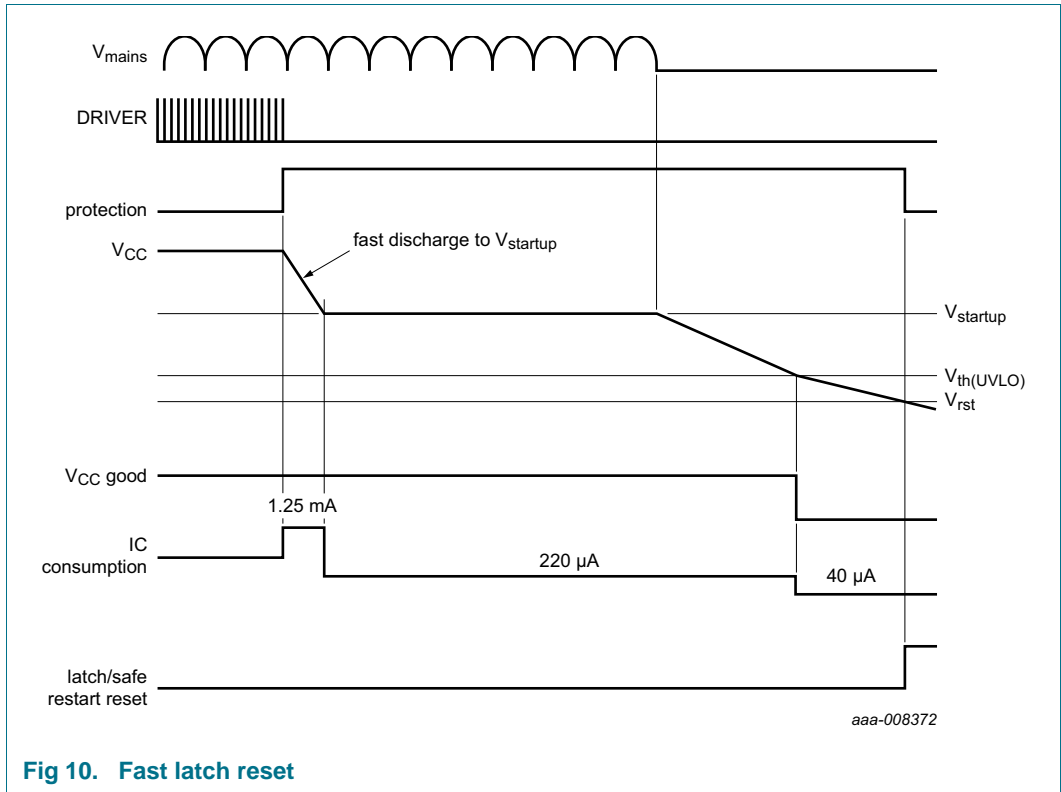 Vmains
DRIVER
protection
VCC
fast discharge to Vstartup
Vstartup
Vth(UVLO)
Vrst
VCC good
1.25 mA
IC
consumption
220 µA
40 µA
latch/safe
restart reset
aaa-008372
Fig 10. Fast latch reset